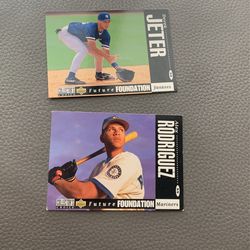 JETER
Future FOUNDATION Yankees
RODRIGUEZ
Future FOUNDATION Mariners